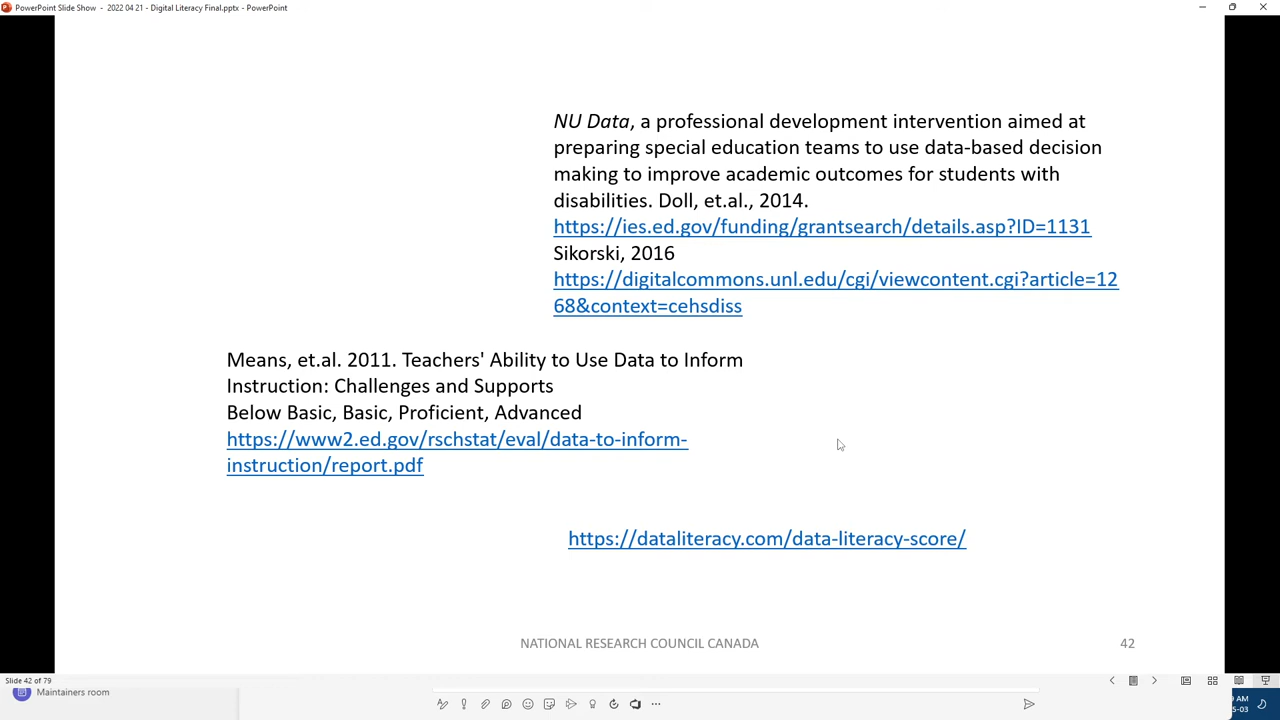 PowerPoint Slide Show - 2022 04 21 - Digital Literacy Final.pptx - PowerPoint
NU Data, a professional development intervention aimed at
preparing special education teams to use data-based decision
making to improve academic outcomes for students with
disabilities. Doll, et.al., 2014.
https://ies.ed.gov/funding/grantsearch/details.asp?ID=1131
Sikorski, 2016
https://digitalcommons.unl.edu/cgi/viewcontent.cgi?article=12
68&context=cehsdiss
Means, et.al. 2011. Teachers' Ability to Use Data to Inform
Instruction: Challenges and Supports
Below Basic, Basic, Proficient, Advanced
https://www2.ed.gov/rschstat/eval/data-to-inform-
instruction/report.pdf
https://dataliteracy.com/data-literacy-score/
NATIONAL RESEARCH COUNCIL CANADA
42
Slide 42 of 79
Maintainers room
9 AM
5-03